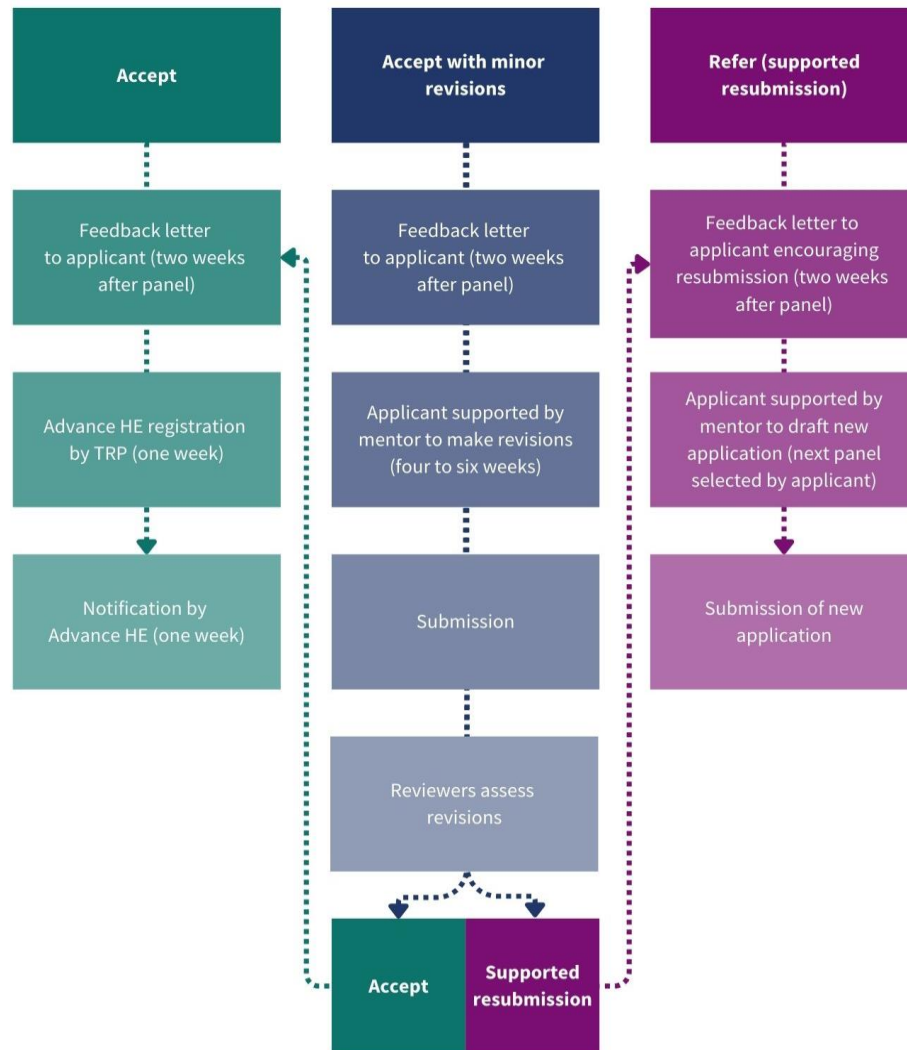 Accept
Feedback letter
to applicant (two weeks
after panel)
Advance HE registration
by TRP (one week)
Notification by
Advance HE (one week)
Accept with minor
revisions
Feedback letter
to applicant (two weeks
after panel)
Applicant supported by
mentor to make revisions
(four to six weeks)
Submission
Reviewers assess
revisions
Accept
Supported
resubmission
Refer (supported
resubmission)
Feedback letter to
applicant encouraging
resubmission (two weeks
after panel)
Applicant supported by
mentor to draft new
application (next panel
selected by applicant)
Submission of new
application